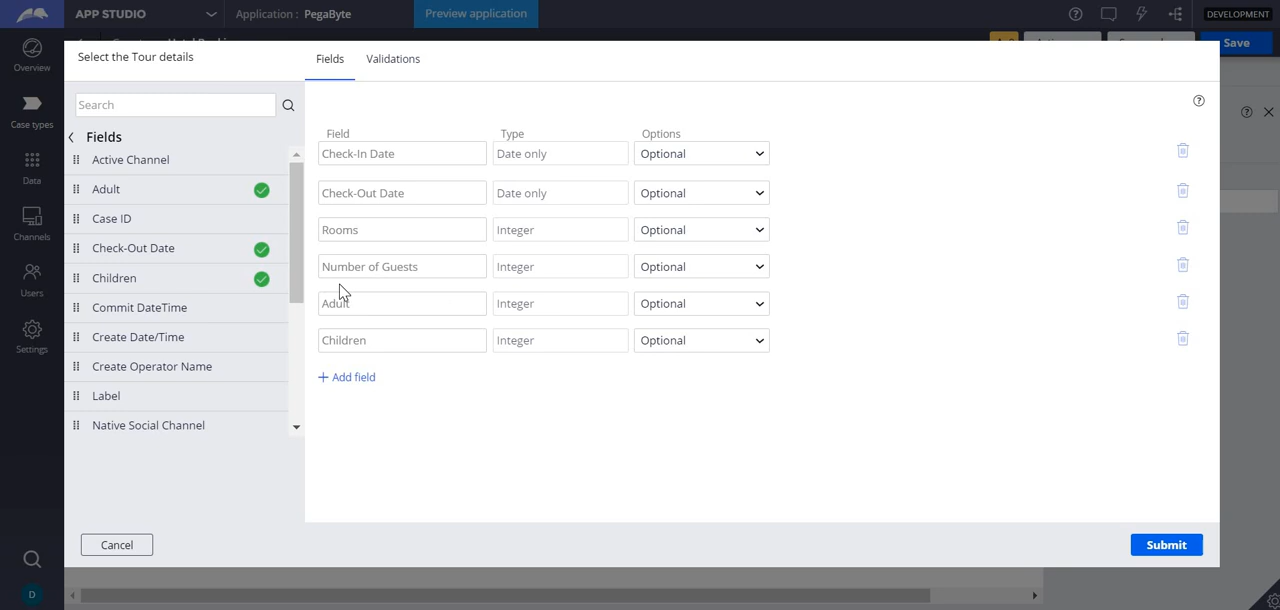 APP STUDIO
Application : PegaByte
Preview application
DEVELOPMENT
Save
Overview
Case types
Data
Channels
Users
Settings
D
Select the Tour details
Fields
Validations
Search
Fields
Active Channel
Adult
Case ID
Check-Out Date
Children
Commit DateTime
Create Date/Time
Create Operator Name
Label
Native Social Channel
Field Type Options
Check-In Date Date only Optional
Check-Out Date Date only Optional
Rooms Integer Optional
Number of Guests Integer Optional
Adult Integer Optional
Children Integer Optional
+ Add field
Cancel
Submit